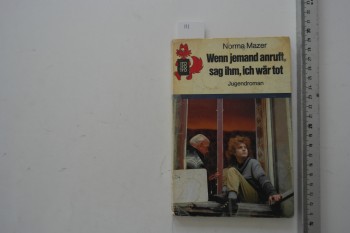 Norma Mazer
Wenn jemand anruft,
sag ihm, ich wär tot
Jugendroman